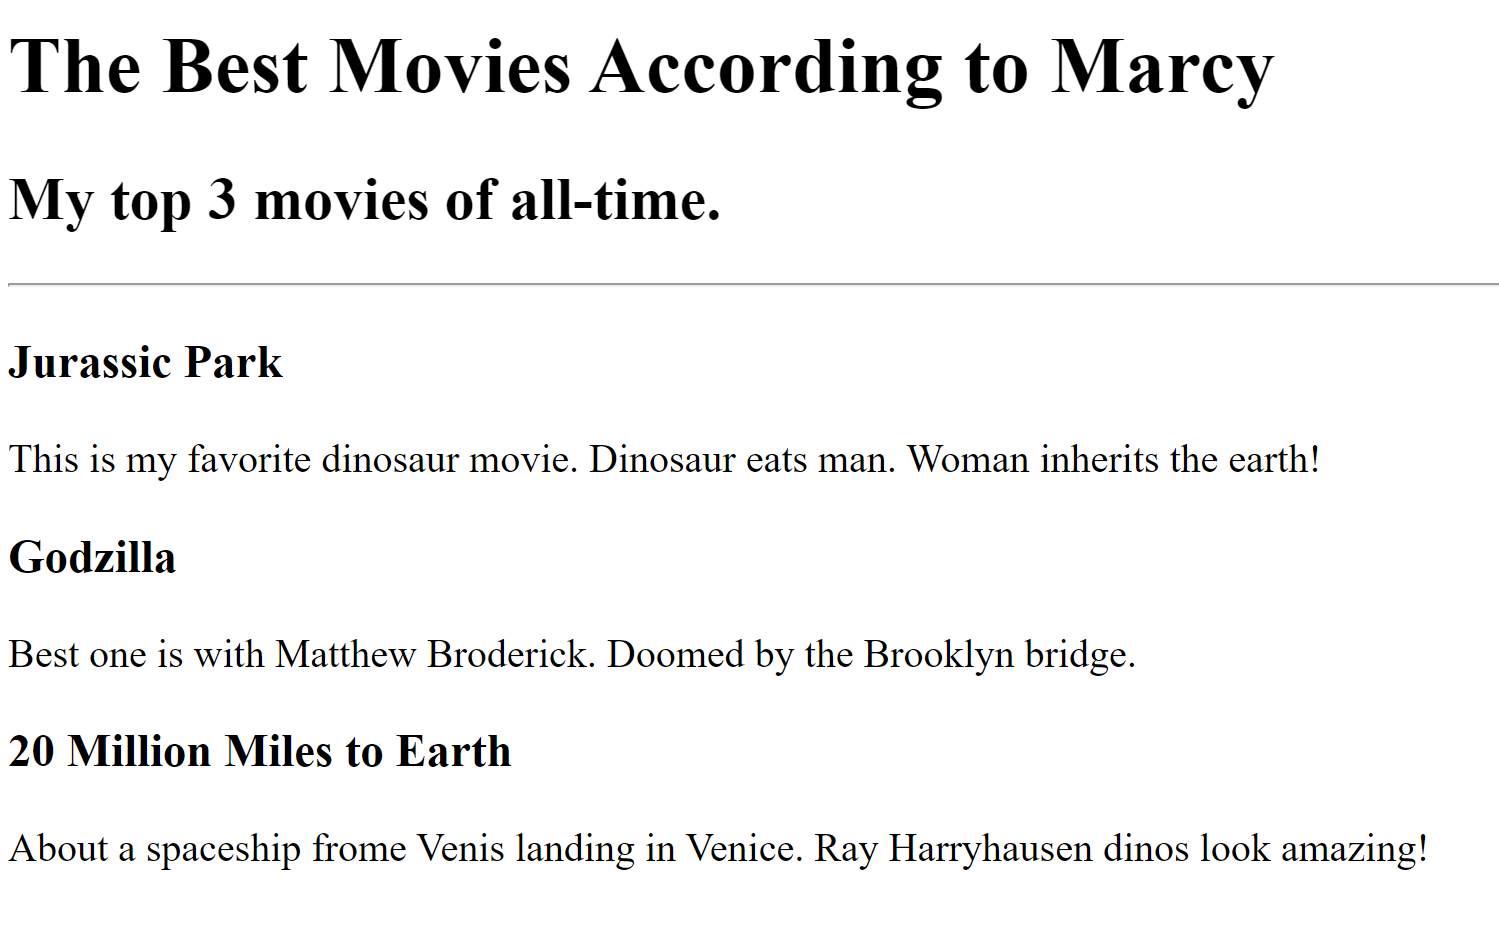 The Best Movies According to Marcy
My top 3 movies of all-time.
Jurassic Park
This is my favorite dinosaur movie. Dinosaur eats man. Woman inherits the earth!
Godzilla
Best one is with Matthew Broderick. Doomed by the Brooklyn bridge.
20 Million Miles to Earth
About a spaceship frome Venis landing in Venice. Ray Harryhausen dinos look amazing!